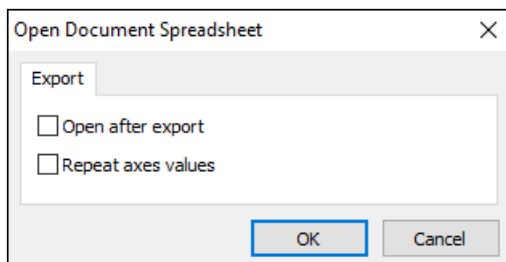 Open Document Spreadsheet
Export
Open after export
Repeat axes values
OK Cancel